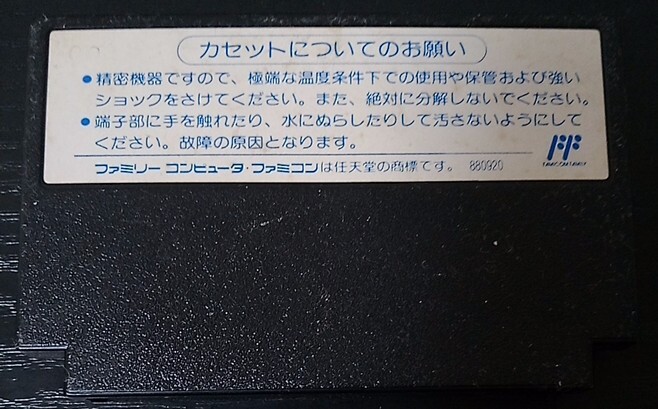 カセットについてのお願い
●精密機器ですので、極端な温度条件下での使用や保管および強い
ショックをさけてください。また、絶対に分解しないでください。
●端子部に手を触れたり、水にぬらしたりして汚さないようにして
ください。故障の原因となります。
ファミリー コンピュータ・ファミコンは任天堂の商標です。 880920
FF
FAMICOM FAMILY